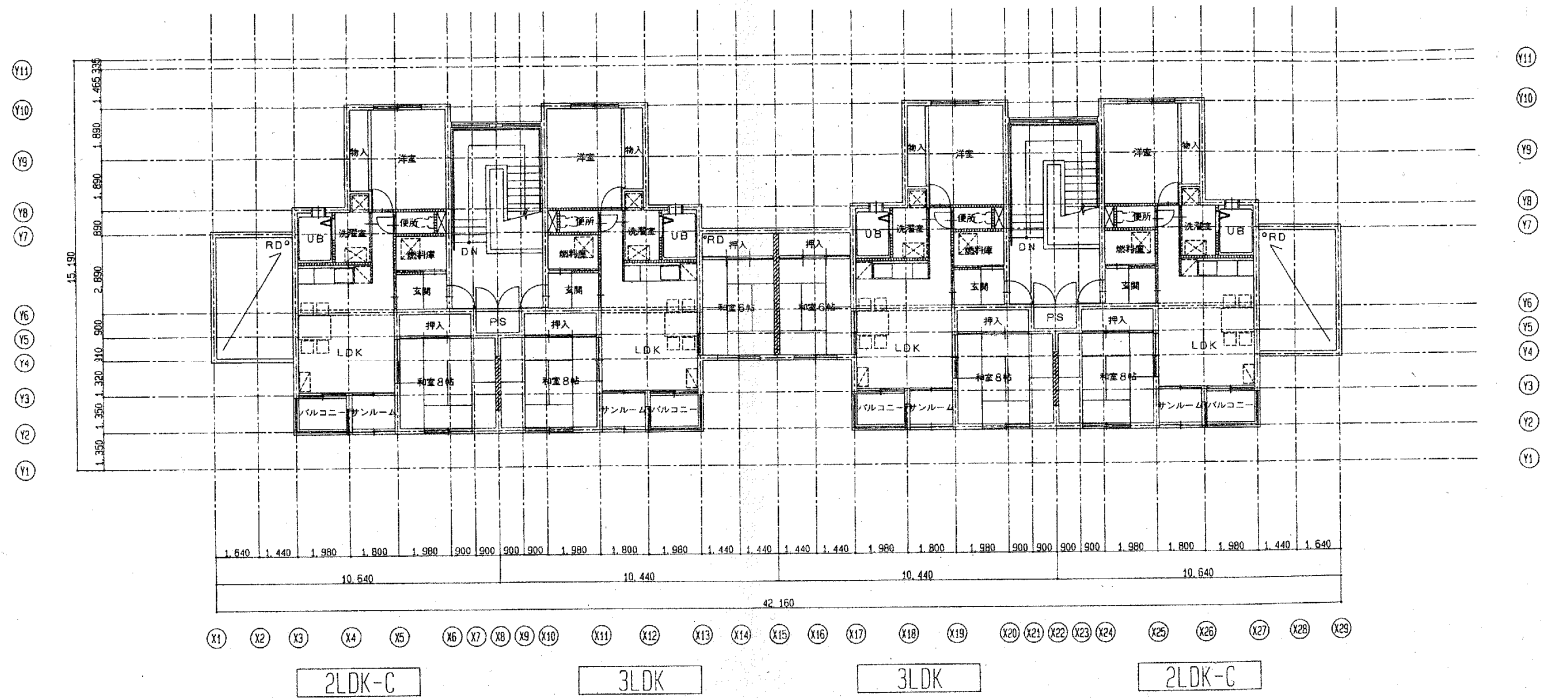 Y11 Y11
Y10 Y10
Y9 Y9
Y8 Y8
Y7 Y7
Y6 Y6
Y5 Y5
Y4 Y4
Y3 Y3
Y2 Y2
Y1 Y1
335
1.465
1.890
1.890
890
2.890
900
310
1.320
1.350
1.350
15.190
物入 洋室 洋室 物入 物入 洋室 洋室 物入
便所 便所 便所 便所
UB 洗濯室 洗濯室 UB UB 洗濯室 洗濯室 UB
RD DN RD DN RD
燃料庫 燃料庫 押入 押入 燃料庫 燃料庫
玄関 玄関 玄関 玄関
和室6帖 和室6帖
PS PS
押入 押入 押入 押入
LDK LDK LDK LDK
和室8帖 和室8帖 和室8帖 和室8帖
バルコニー サンルーム サンルーム バルコニー バルコニー サンルーム サンルーム バルコニー
1.640 1.440 1.980 1.800 1.980 900 900 900 900 1.980 1.800 1.980 1.440 1.440 1.440 1.440 1.980 1.800 1.980 900 900 900 900 1.980 1.800 1.980 1.440 1.640
10.640 10.440 10.440 10.640
42.160
X1 X2 X3 X4 X5 X6 X7 X8 X9 X10 X11 X12 X13 X14 X15 X16 X17 X18 X19 X20 X21 X22 X23 X24 X25 X26 X27 X28 X29
2LDK-C 3LDK 3LDK 2LDK-C